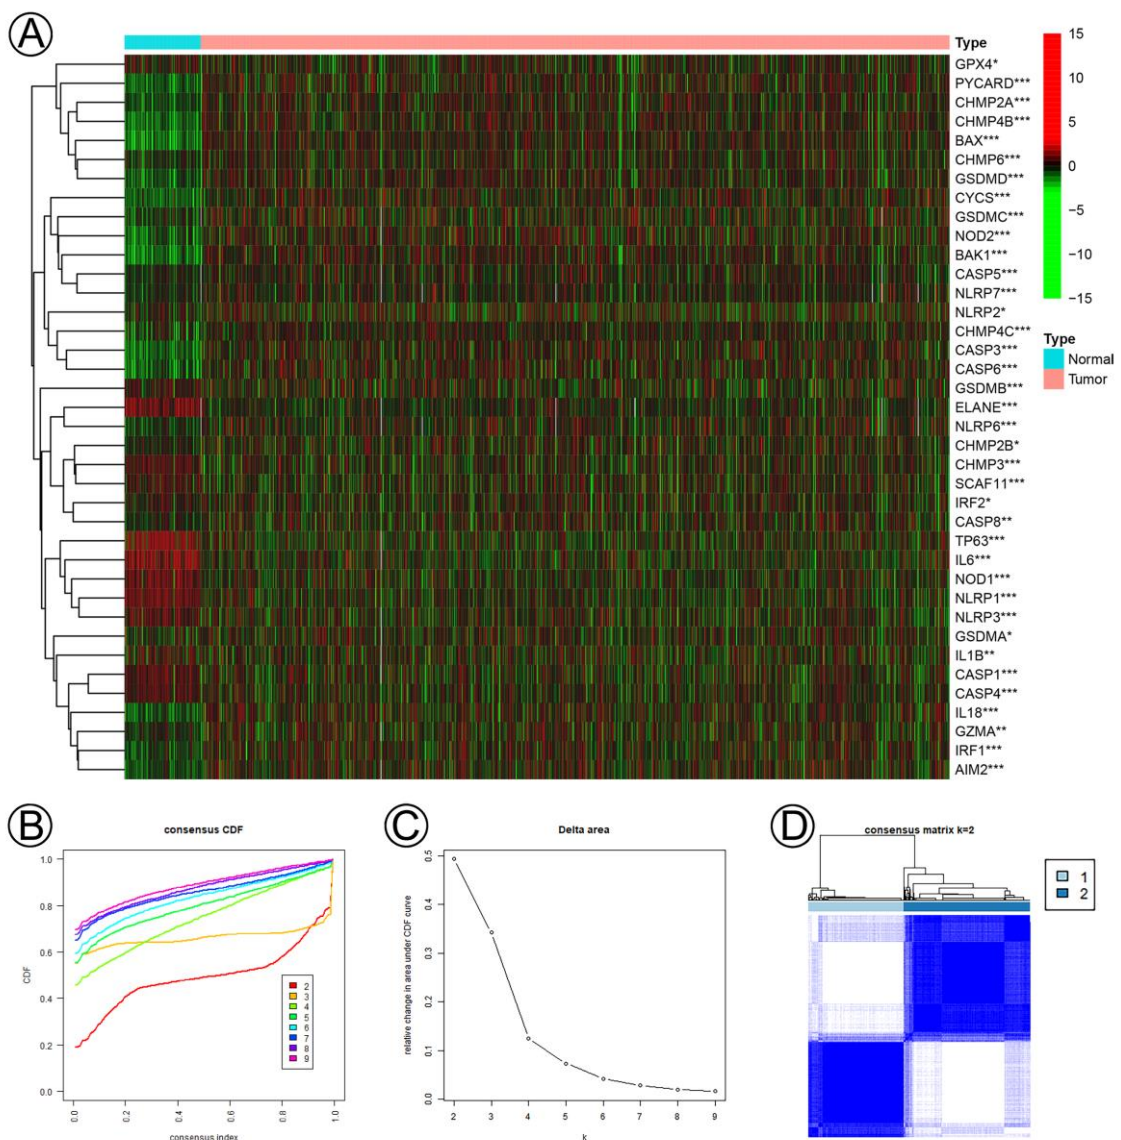 A
Type
GPX4*
PYCARD***
CHMP2A***
CHMP4B***
BAX***
CHMP6***
GSDMD***
CYCS***
GSDMC***
NOD2***
BAK1***
CASP5***
NLRP7***
NLRP2*
CHMP4C***
CASP3***
CASP6***
GSDMB***
ELANE***
NLRP6***
CHMP2B*
CHMP3***
SCAF11***
IRF2*
CASP8**
TP63***
IL6***
NOD1***
NLRP1***
NLRP3***
GSDMA*
IL1B**
CASP1***
CASP4***
IL18***
GZMA**
IRF1***
AIM2***
15
10
5
0
−5
−10
−15
Type
Normal
Tumor
B
consensus CDF
CDF
1.0
0.8
0.6
0.4
0.2
0.0
2
3
4
5
6
7
8
9
0.0 0.2 0.4 0.6 0.8 1.0
consensus index
C
Delta area
relative change in area under CDF curve
0.5
0.4
0.3
0.2
0.1
0.0
2 3 4 5 6 7 8 9
k
D
consensus matrix k=2
1
2